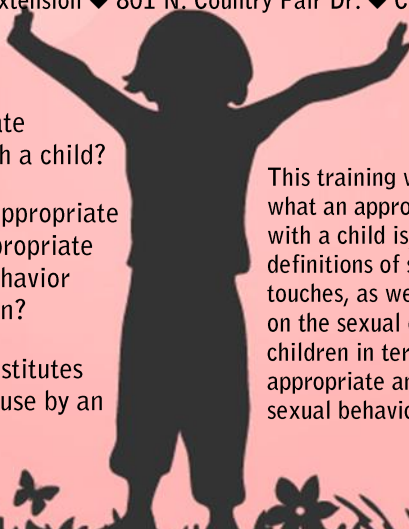 xtension ◆ 801 N. Country Fair Dr. ◆ C
ate
h a child?
appropriate
propriate
havior
n?
stitutes
use by an
This training
what an appro
with a child is
definitions of s
touches, as we
on the sexual
children in ter
appropriate an
sexual behavio